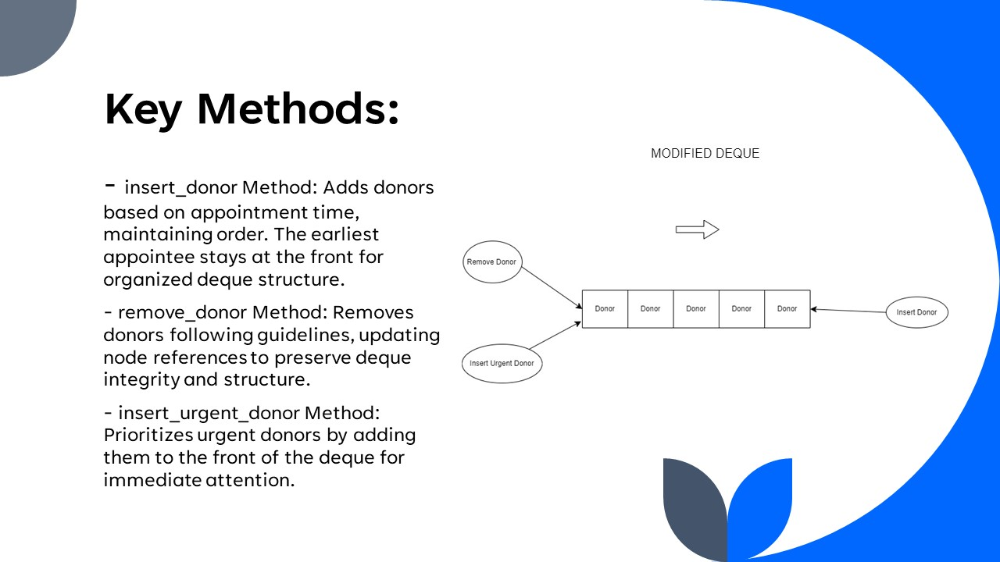 Key Methods:
- insert_donor Method: Adds donors
based on appointment time,
maintaining order. The earliest
appointee stays at the front for
organized deque structure.
- remove_donor Method: Removes
donors following guidelines, updating
node references to preserve deque
integrity and structure.
- insert_urgent_donor Method:
Prioritizes urgent donors by adding
them to the front of the deque for
immediate attention.
MODIFIED DEQUE
Remove Donor
Donor Donor Donor Donor Donor
Insert Donor
Insert Urgent Donor